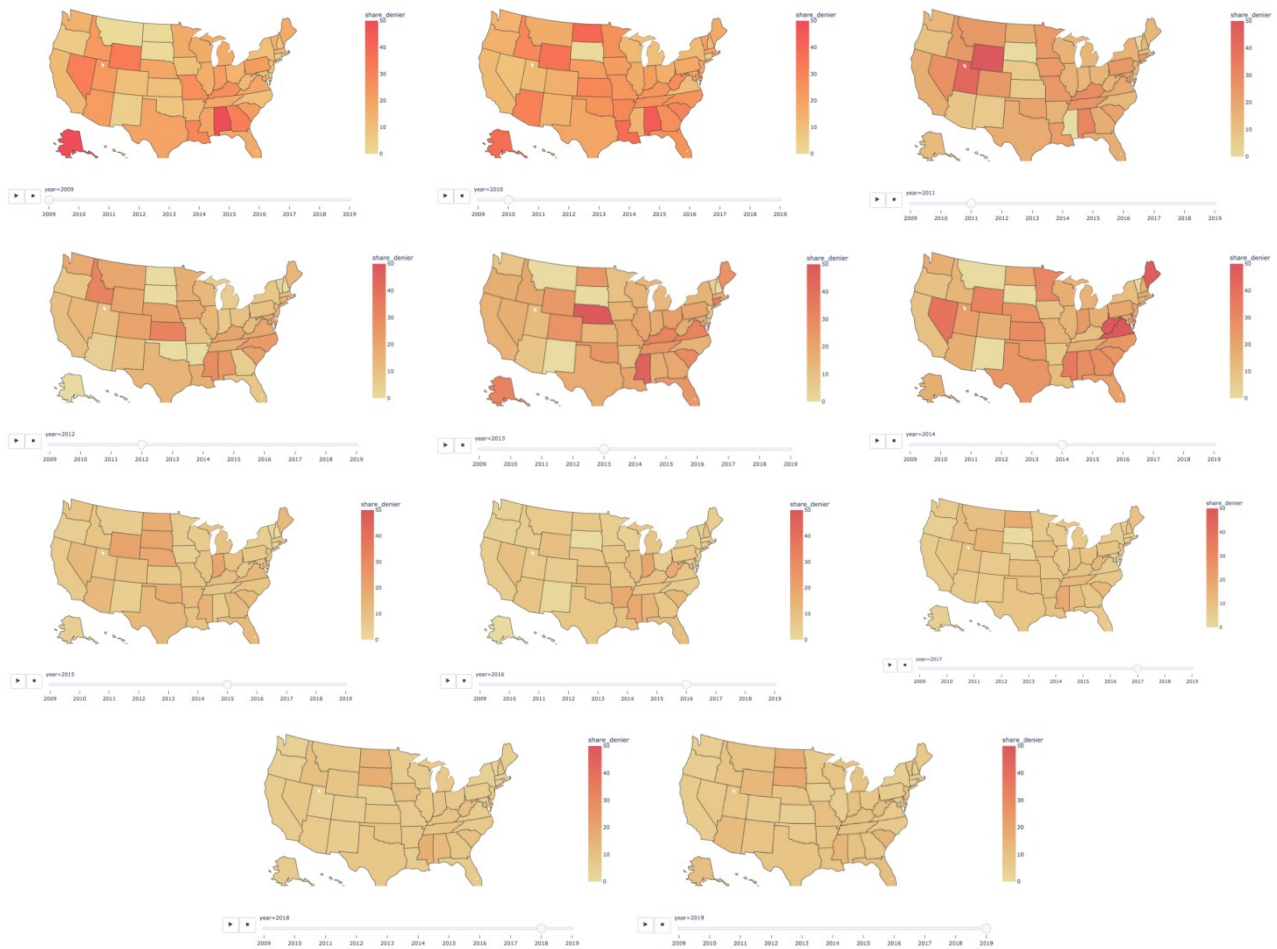 share_denier
50
40
30
20
10
0
▶ ■ year=2009
2009 2010 2011 2012 2013 2014 2015 2016 2017 2018 2019
share_denier
50
40
30
20
10
0
▶ ■ year=2010
2009 2010 2011 2012 2013 2014 2015 2016 2017 2018 2019
share_denier
50
40
30
20
10
0
▶ ■ year=2011
2009 2010 2011 2012 2013 2014 2015 2016 2017 2018 2019
share_denier
50
40
30
20
10
0
▶ ■ year=2012
2009 2010 2011 2012 2013 2014 2015 2016 2017 2018 2019
share_denier
50
40
30
20
10
0
▶ ■ year=2013
2009 2010 2011 2012 2013 2014 2015 2016 2017 2018 2019
share_denier
50
40
30
20
10
0
▶ ■ year=2014
2009 2010 2011 2012 2013 2014 2015 2016 2017 2018 2019
share_denier
50
40
30
20
10
0
▶ ■ year=2015
2009 2010 2011 2012 2013 2014 2015 2016 2017 2018 2019
share_denier
50
40
30
20
10
0
▶ ■ year=2016
2009 2010 2011 2012 2013 2014 2015 2016 2017 2018 2019
share_denier
50
40
30
20
10
0
▶ ■ year=2017
2009 2010 2011 2012 2013 2014 2015 2016 2017 2018 2019
share_denier
50
40
30
20
10
0
▶ ■ year=2018
2009 2010 2011 2012 2013 2014 2015 2016 2017 2018 2019
share_denier
50
40
30
20
10
0
▶ ■ year=2019
2009 2010 2011 2012 2013 2014 2015 2016 2017 2018 2019